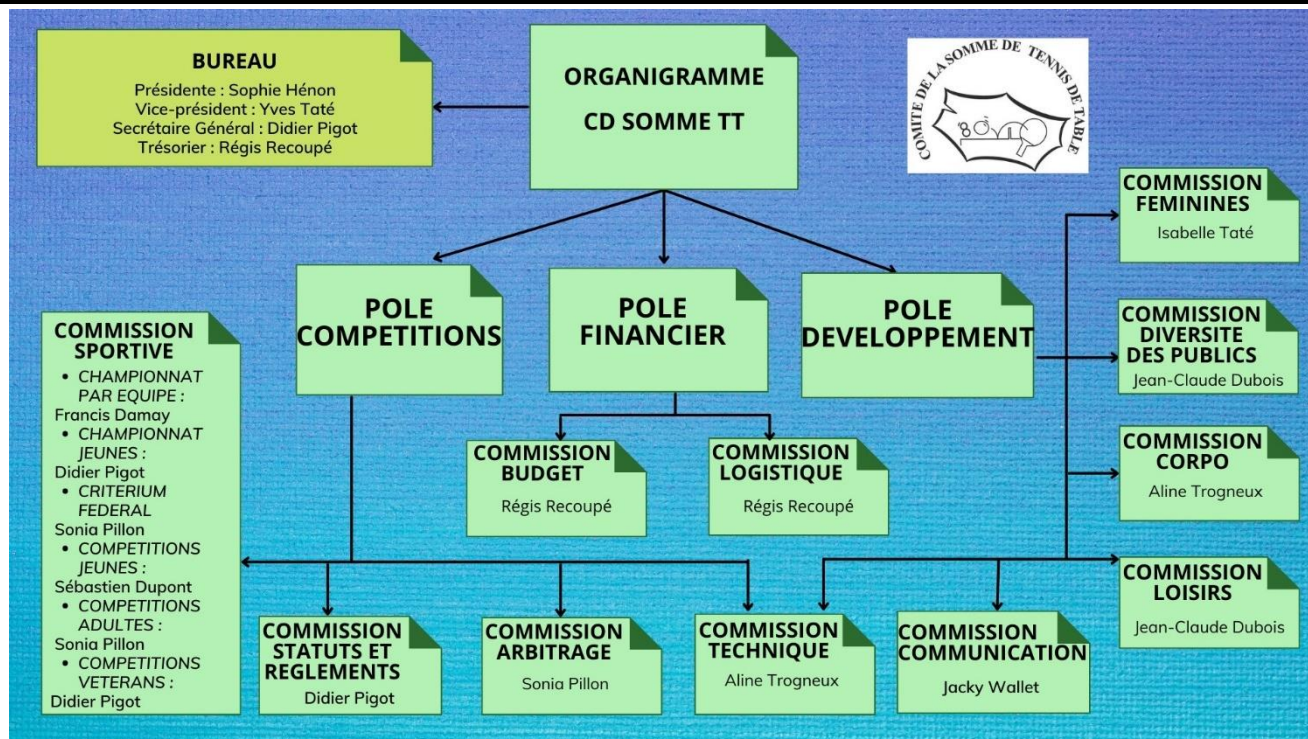 BUREAU
Présidente : Sophie Hénon
Vice-président : Yves Taté
Secrétaire Général : Didier Pigot
Trésorier : Régis Recoupé
ORGANIGRAMME
CD SOMME TT
COMITE DE LA SOMME DE TENNIS DE TABLE
COMMISSION
FEMININES
Isabelle Taté
POLE
COMPETITIONS
POLE
FINANCIER
POLE
DEVELOPPEMENT
COMMISSION
DIVERSITE
DES PUBLICS
Jean-Claude Dubois
COMMISSION
SPORTIVE
• CHAMPIONNAT
PAR EQUIPE :
Francis Damay
• CHAMPIONNAT
JEUNES :
Didier Pigot
• CRITERIUM
FEDERAL
Sonia Pillon
• COMPETITIONS
JEUNES :
Sébastien Dupont
• COMPETITIONS
ADULTES :
Sonia Pillon
• COMPETITIONS
VETERANS :
Didier Pigot
COMMISSION
BUDGET
Régis Recoupé
COMMISSION
LOGISTIQUE
Régis Recoupé
COMMISSION
CORPO
Aline Trogneux
COMMISSION
LOISIRS
Jean-Claude Dubois
COMMISSION
STATUTS ET
REGLEMENTS
Didier Pigot
COMMISSION
ARBITRAGE
Sonia Pillon
COMMISSION
TECHNIQUE
Aline Trogneux
COMMISSION
COMMUNICATION
Jacky Wallet